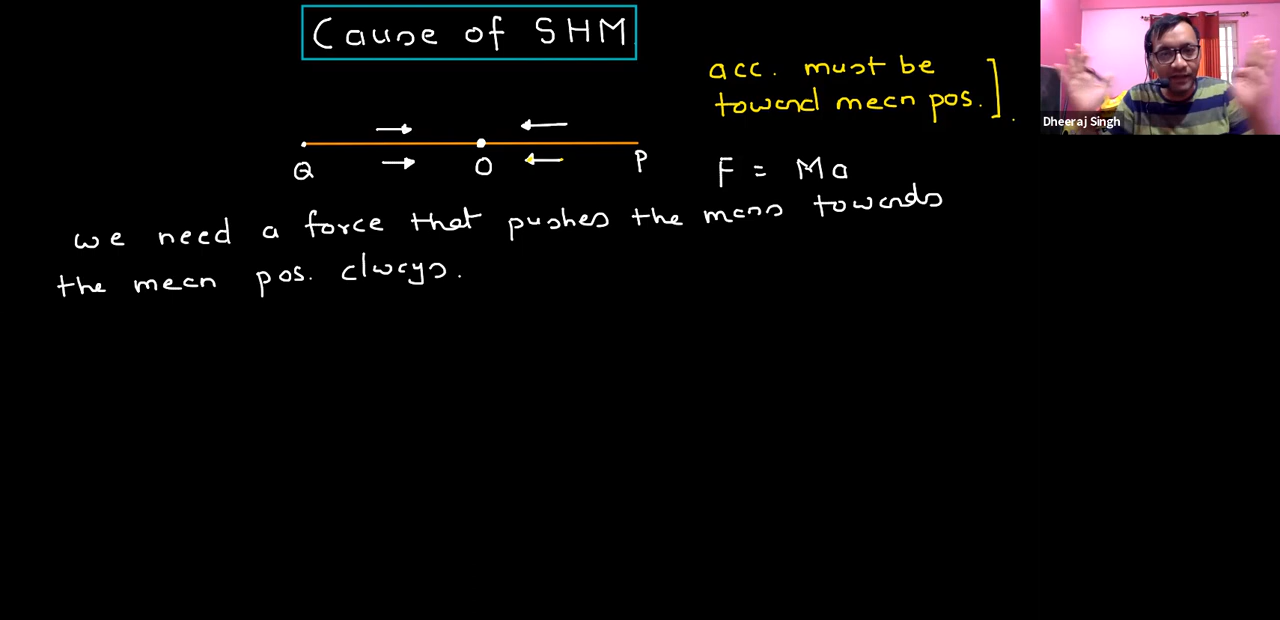 Cause of SHM
acc. must be
toward mean pos.
Dheeraj Singh
Q
O
P
F = Ma
we need a force that pushes the mass towards
the mean pos. always.